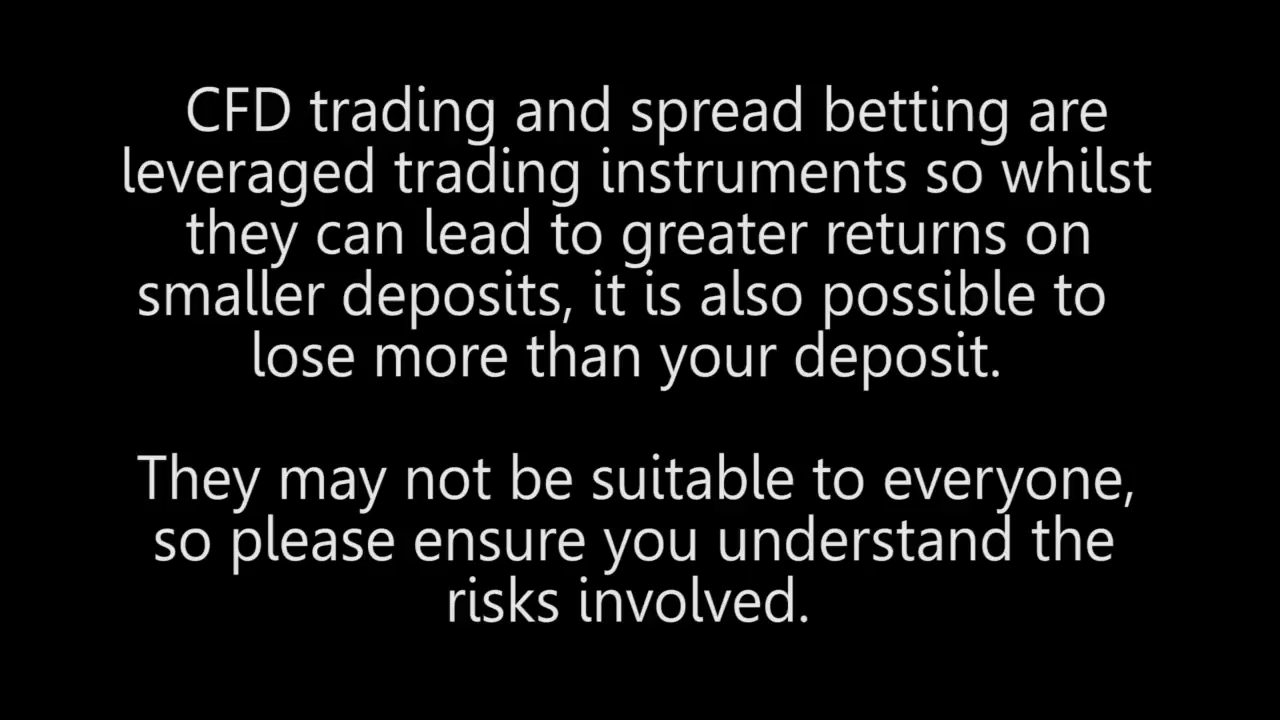 CFD trading and spread betting are
leveraged trading instruments so whilst
they can lead to greater returns on
smaller deposits, it is also possible to
lose more than your deposit.
They may not be suitable to everyone,
so please ensure you understand the
risks involved.